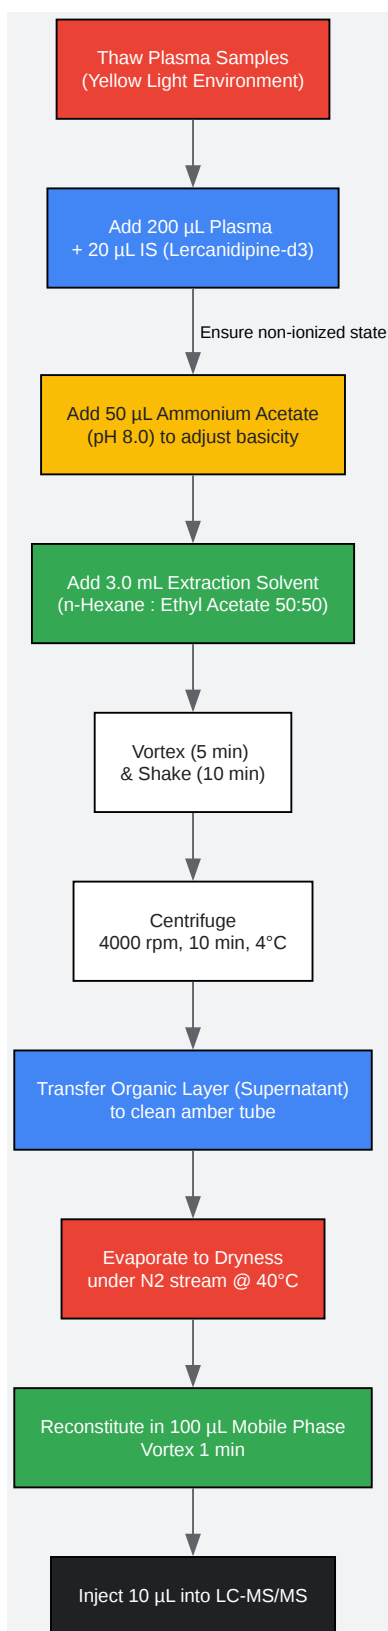 Thaw Plasma Samples
(Yellow Light Environment)
Add 200 µL Plasma
+ 20 µL IS (Lercanidipine-d3)
Ensure non-ionized state
Add 50 µL Ammonium Acetate
(pH 8.0) to adjust basicity
Add 3.0 mL Extraction Solvent
(n-Hexane : Ethyl Acetate 50:50)
Vortex (5 min)
& Shake (10 min)
Centrifuge
4000 rpm, 10 min, 4°C
Transfer Organic Layer (Supernatant)
to clean amber tube
Evaporate to Dryness
under N2 stream @ 40°C
Reconstitute in 100 µL Mobile Phase
Vortex 1 min
Inject 10 µL into LC-MS/MS